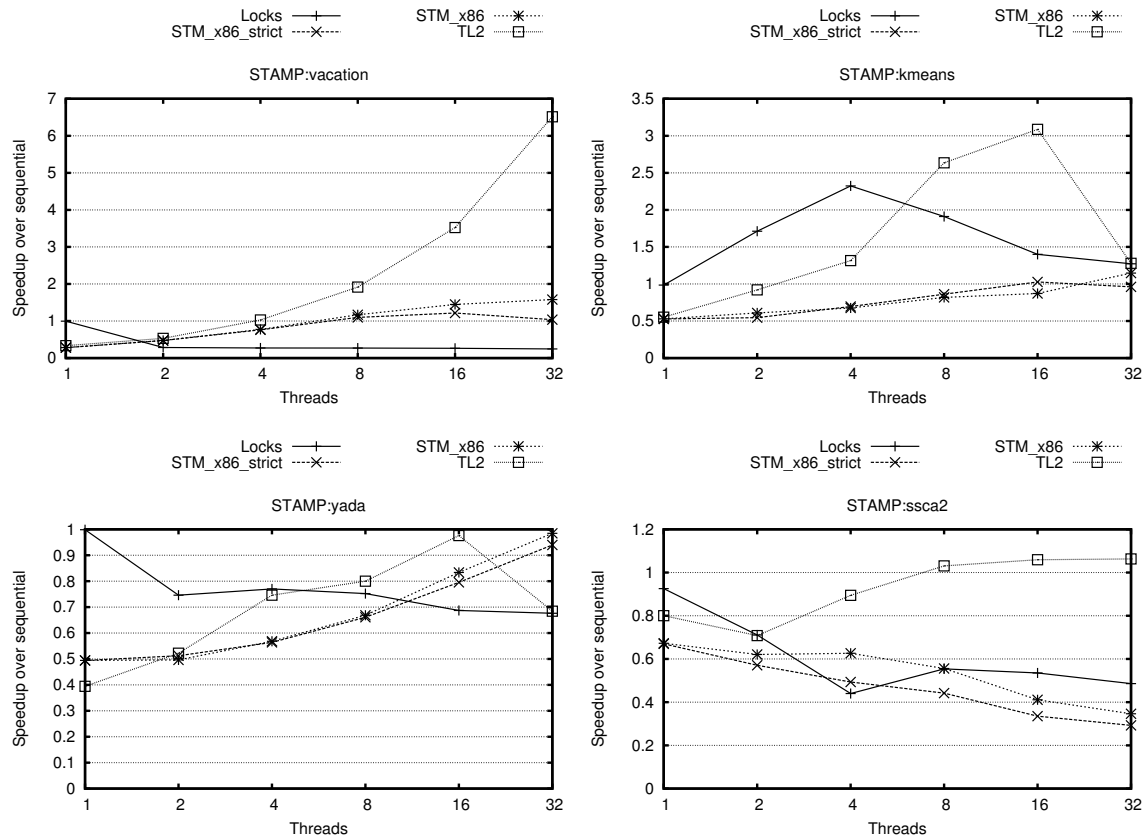 Locks STM_x86
STM_x86_strict TL2
STAMP:vacation
Speedup over sequential
7
6
5
4
3
2
1
0
1 2 4 8 16 32
Threads
Locks STM_x86
STM_x86_strict TL2
STAMP:kmeans
Speedup over sequential
3.5
3
2.5
2
1.5
1
0.5
0
1 2 4 8 16 32
Threads
Locks STM_x86
STM_x86_strict TL2
STAMP:yada
Speedup over sequential
1
0.9
0.8
0.7
0.6
0.5
0.4
0.3
0.2
0.1
0
1 2 4 8 16 32
Threads
Locks STM_x86
STM_x86_strict TL2
STAMP:ssca2
Speedup over sequential
1.2
1
0.8
0.6
0.4
0.2
0
1 2 4 8 16 32
Threads